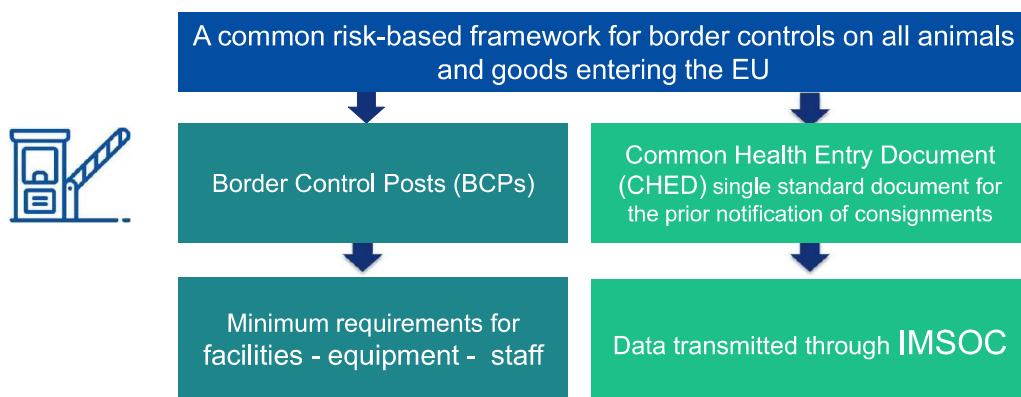 A common risk-based framework for border controls on all animals
and goods entering the EU
Border Control Posts (BCPs)
Common Health Entry Document
(CHED) single standard document for
the prior notification of consignments
Minimum requirements for
facilities - equipment - staff
Data transmitted through IMSOC